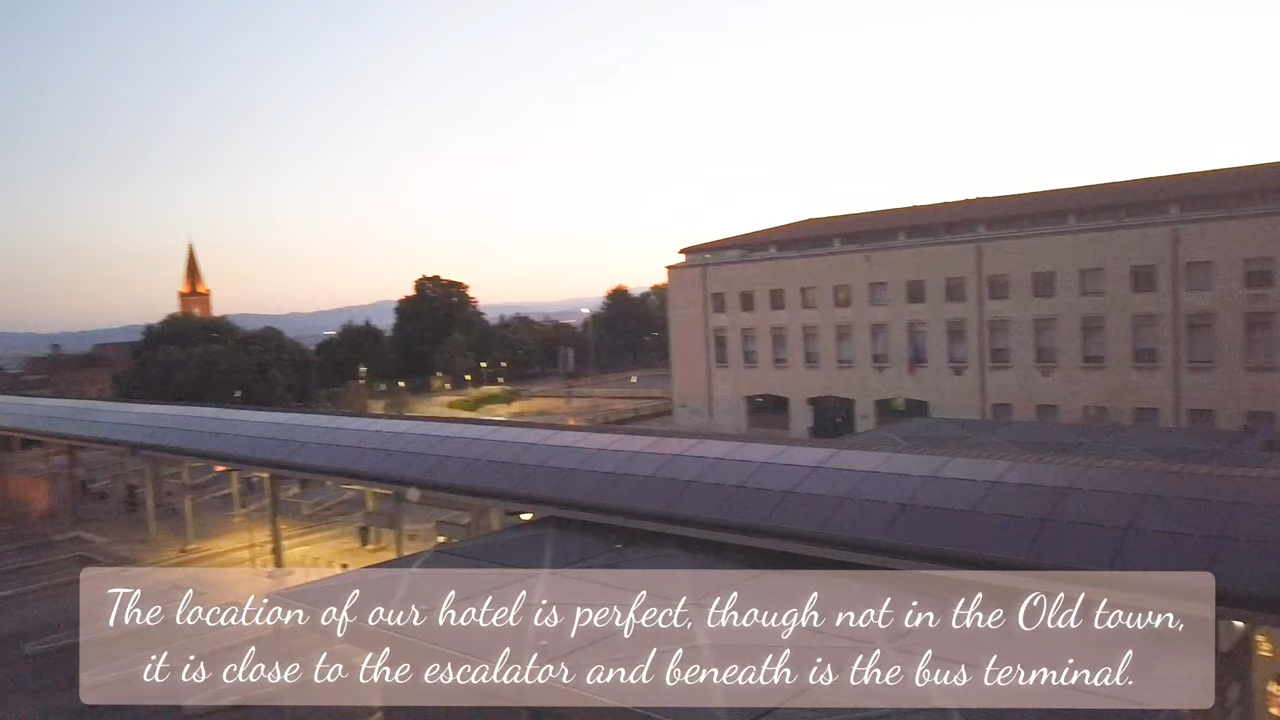 The location of our hotel is perfect, though not in the Old town,
it is close to the escalator and beneath is the bus terminal.